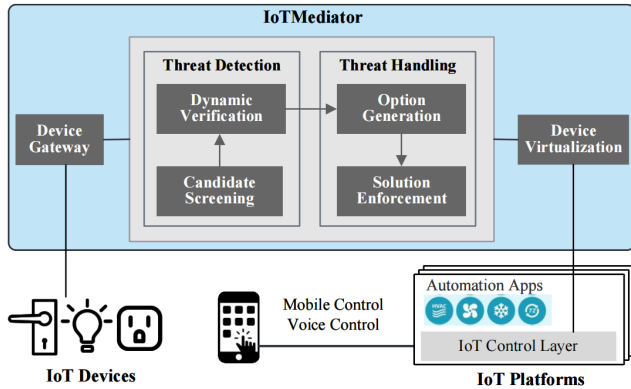 IoTMediator
Threat Detection
Threat Handling
Dynamic
Verification
Option
Generation
Device
Gateway
Device
Virtualization
Candidate
Screening
Solution
Enforcement
Automation Apps
HVAC
Mobile Control
Voice Control
IoT Control Layer
IoT Devices
IoT Platforms